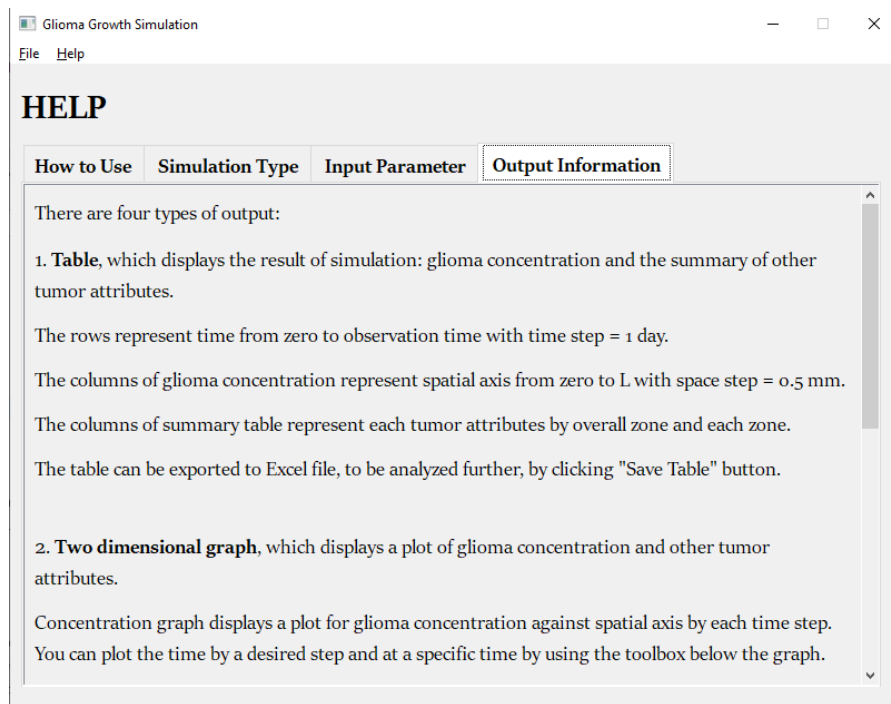 Glioma Growth Simulation
File Help
HELP
How to Use Simulation Type Input Parameter Output Information
There are four types of output:
1. Table, which displays the result of simulation: glioma concentration and the summary of other
tumor attributes.
The rows represent time from zero to observation time with time step = 1 day.
The columns of glioma concentration represent spatial axis from zero to L with space step = 0.5 mm.
The columns of summary table represent each tumor attributes by overall zone and each zone.
The table can be exported to Excel file, to be analyzed further, by clicking "Save Table" button.
2. Two dimensional graph, which displays a plot of glioma concentration and other tumor
attributes.
Concentration graph displays a plot for glioma concentration against spatial axis by each time step.
You can plot the time by a desired step and at a specific time by using the toolbox below the graph.